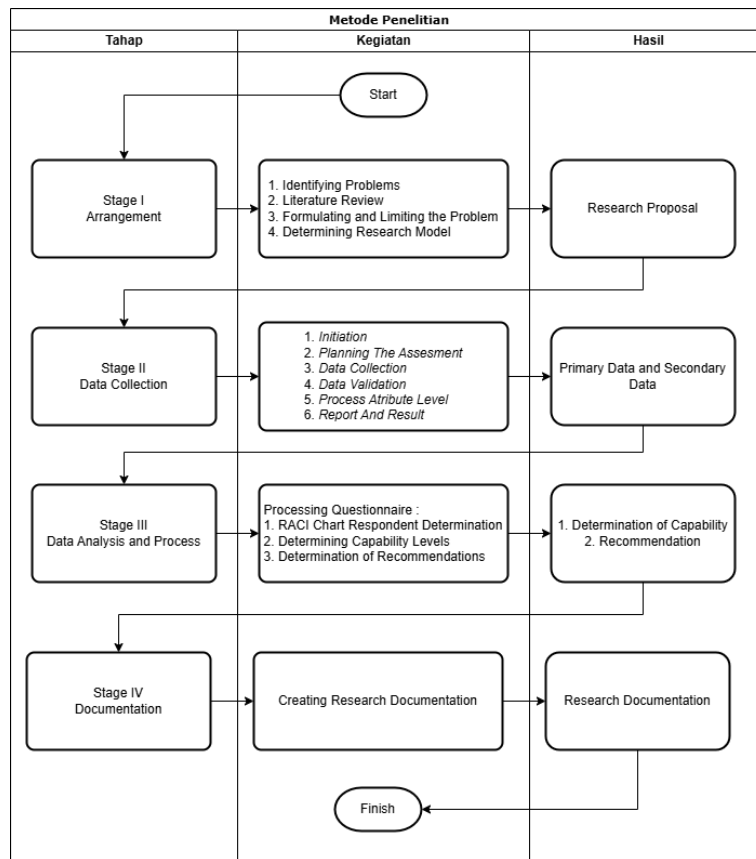 Metode Penelitian
Tahap
Kegiatan
Hasil
Start
Stage I
Arrangement
1. Identifying Problems
2. Literature Review
3. Formulating and Limiting the Problem
4. Determining Research Model
Research Proposal
Stage II
Data Collection
1. Initiation
2. Planning The Assesment
3. Data Collection
4. Data Validation
5. Process Atribute Level
6. Report And Result
Primary Data and Secondary
Data
Stage III
Data Analysis and Process
Processing Questionnaire :
1. RACI Chart Respondent Determination
2. Determining Capability Levels
3. Determination of Recommendations
1. Determination of Capability
2. Recommendation
Stage IV
Documentation
Creating Research Documentation
Research Documentation
Finish